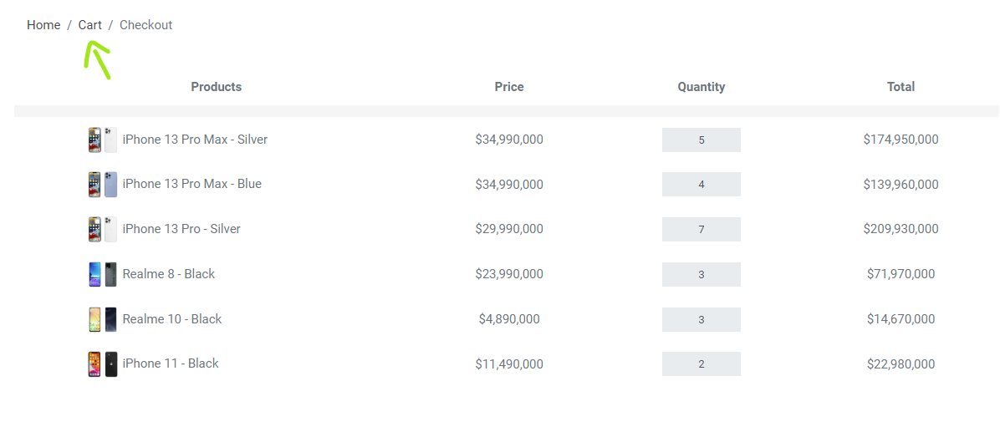 Home / Cart / Checkout
Products Price Quantity Total
iPhone 13 Pro Max - Silver $34,990,000 5 $174,950,000
iPhone 13 Pro Max - Blue $34,990,000 4 $139,960,000
iPhone 13 Pro - Silver $29,990,000 7 $209,930,000
Realme 8 - Black $23,990,000 3 $71,970,000
Realme 10 - Black $4,890,000 3 $14,670,000
iPhone 11 - Black $11,490,000 2 $22,980,000